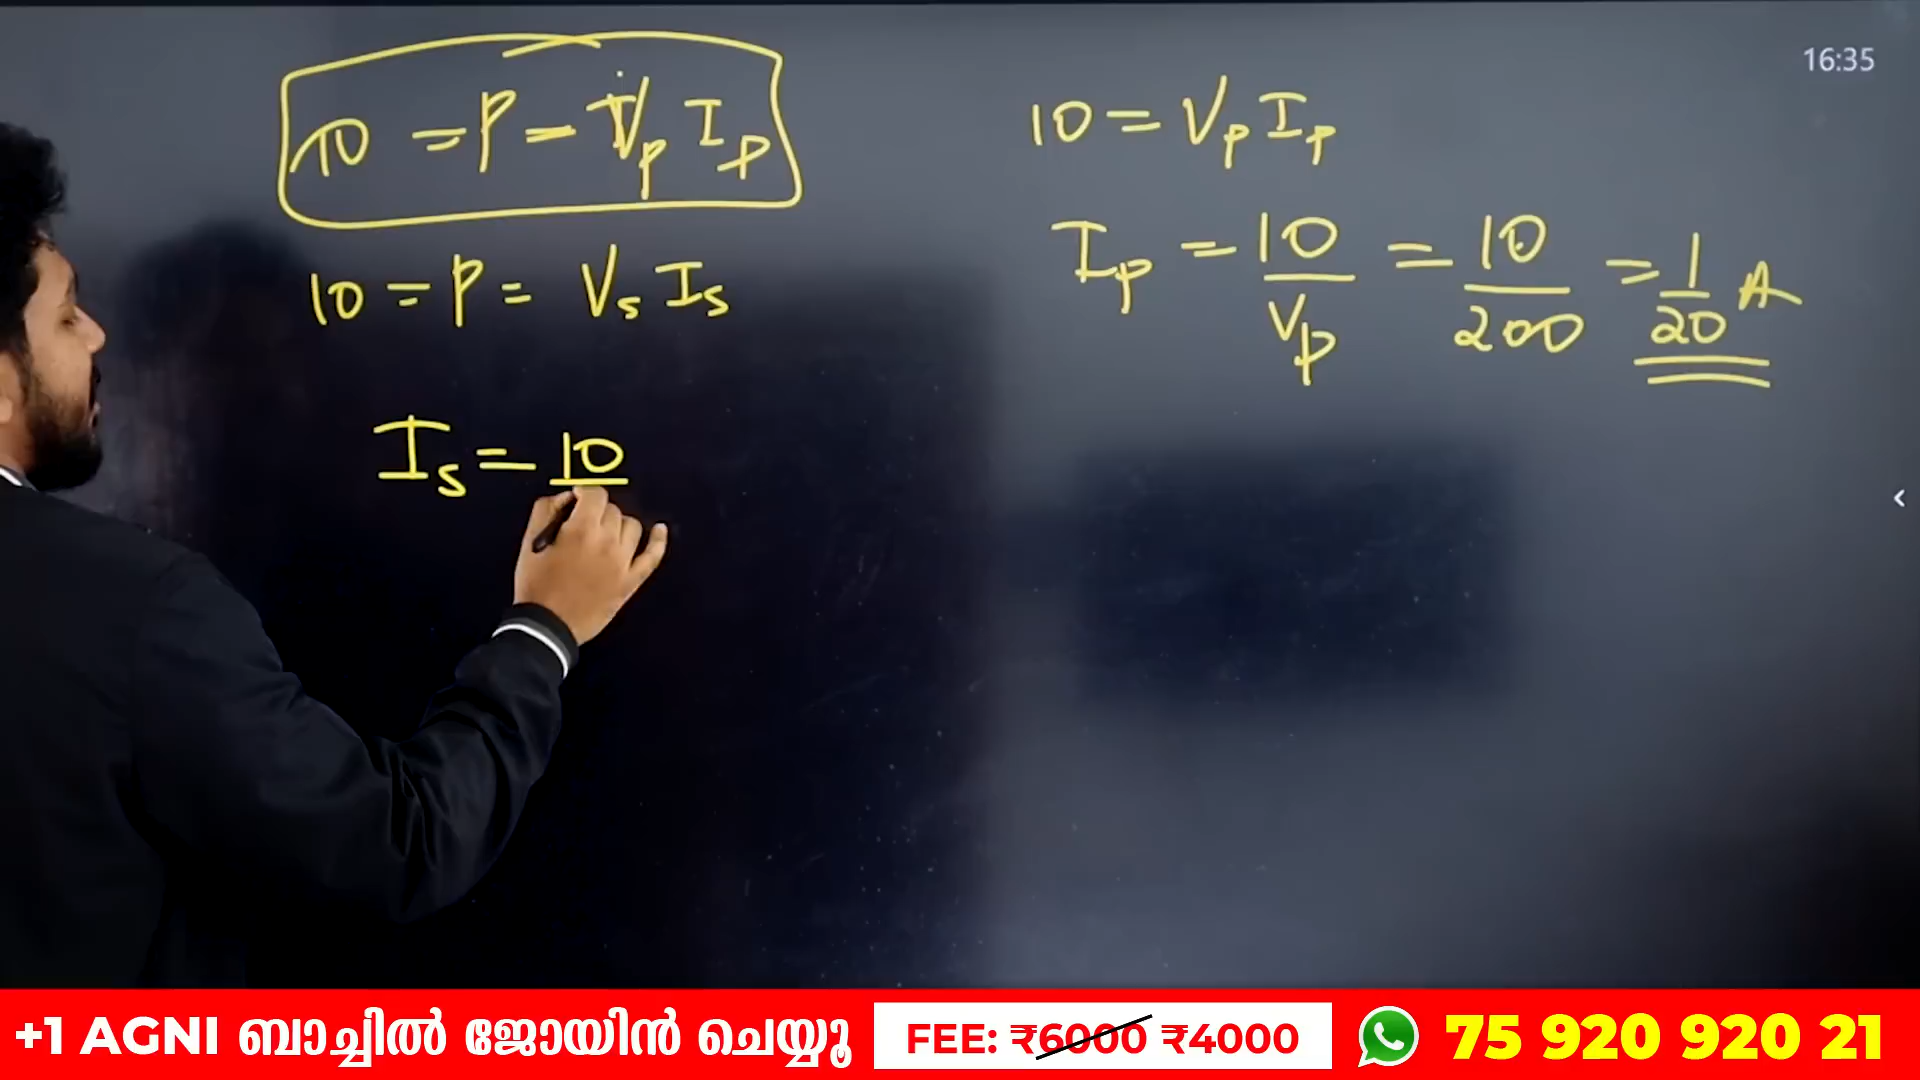 16:35
10 = P = Vp Ip
10 = P = Vs Is
Is = 10
10 = Vp Ip
Ip = 10/Vp = 10/200 = 1/20 A
+1 AGNI ബാച്ചിൽ ജോയിൻ ചെയ്യൂ FEE: ₹6000 ₹4000 75 920 920 21